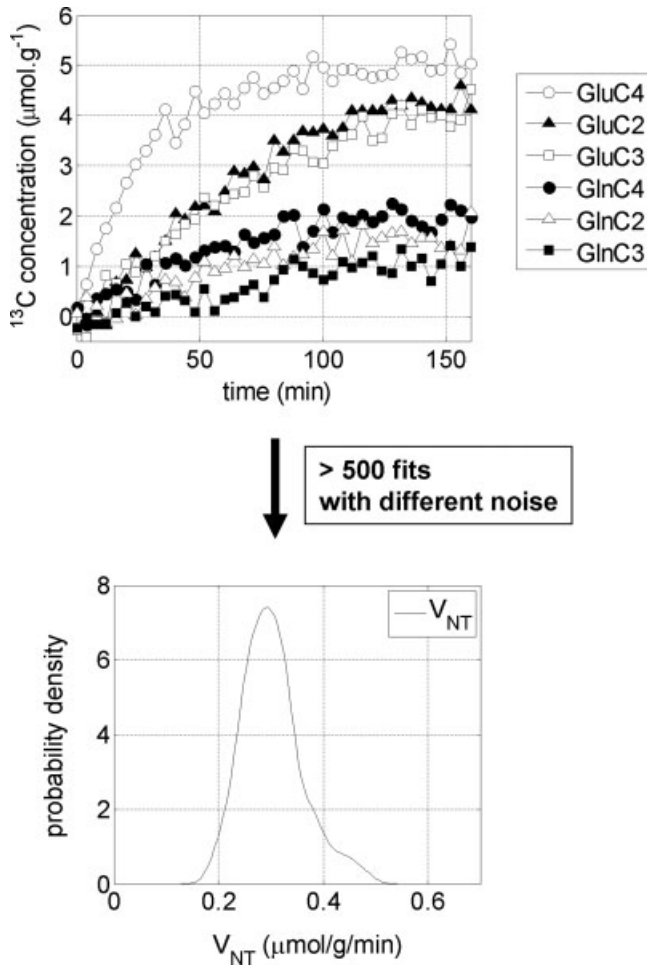 6
5
4
3
2
1
0
¹³C concentration (μmol.g⁻¹)
0 50 100 150
time (min)
GluC4
GluC2
GluC3
GlnC4
GlnC2
GlnC3
> 500 fits
with different noise
8
6
4
2
0
probability density
V_NT
0 0.2 0.4 0.6
V_NT (μmol/g/min)